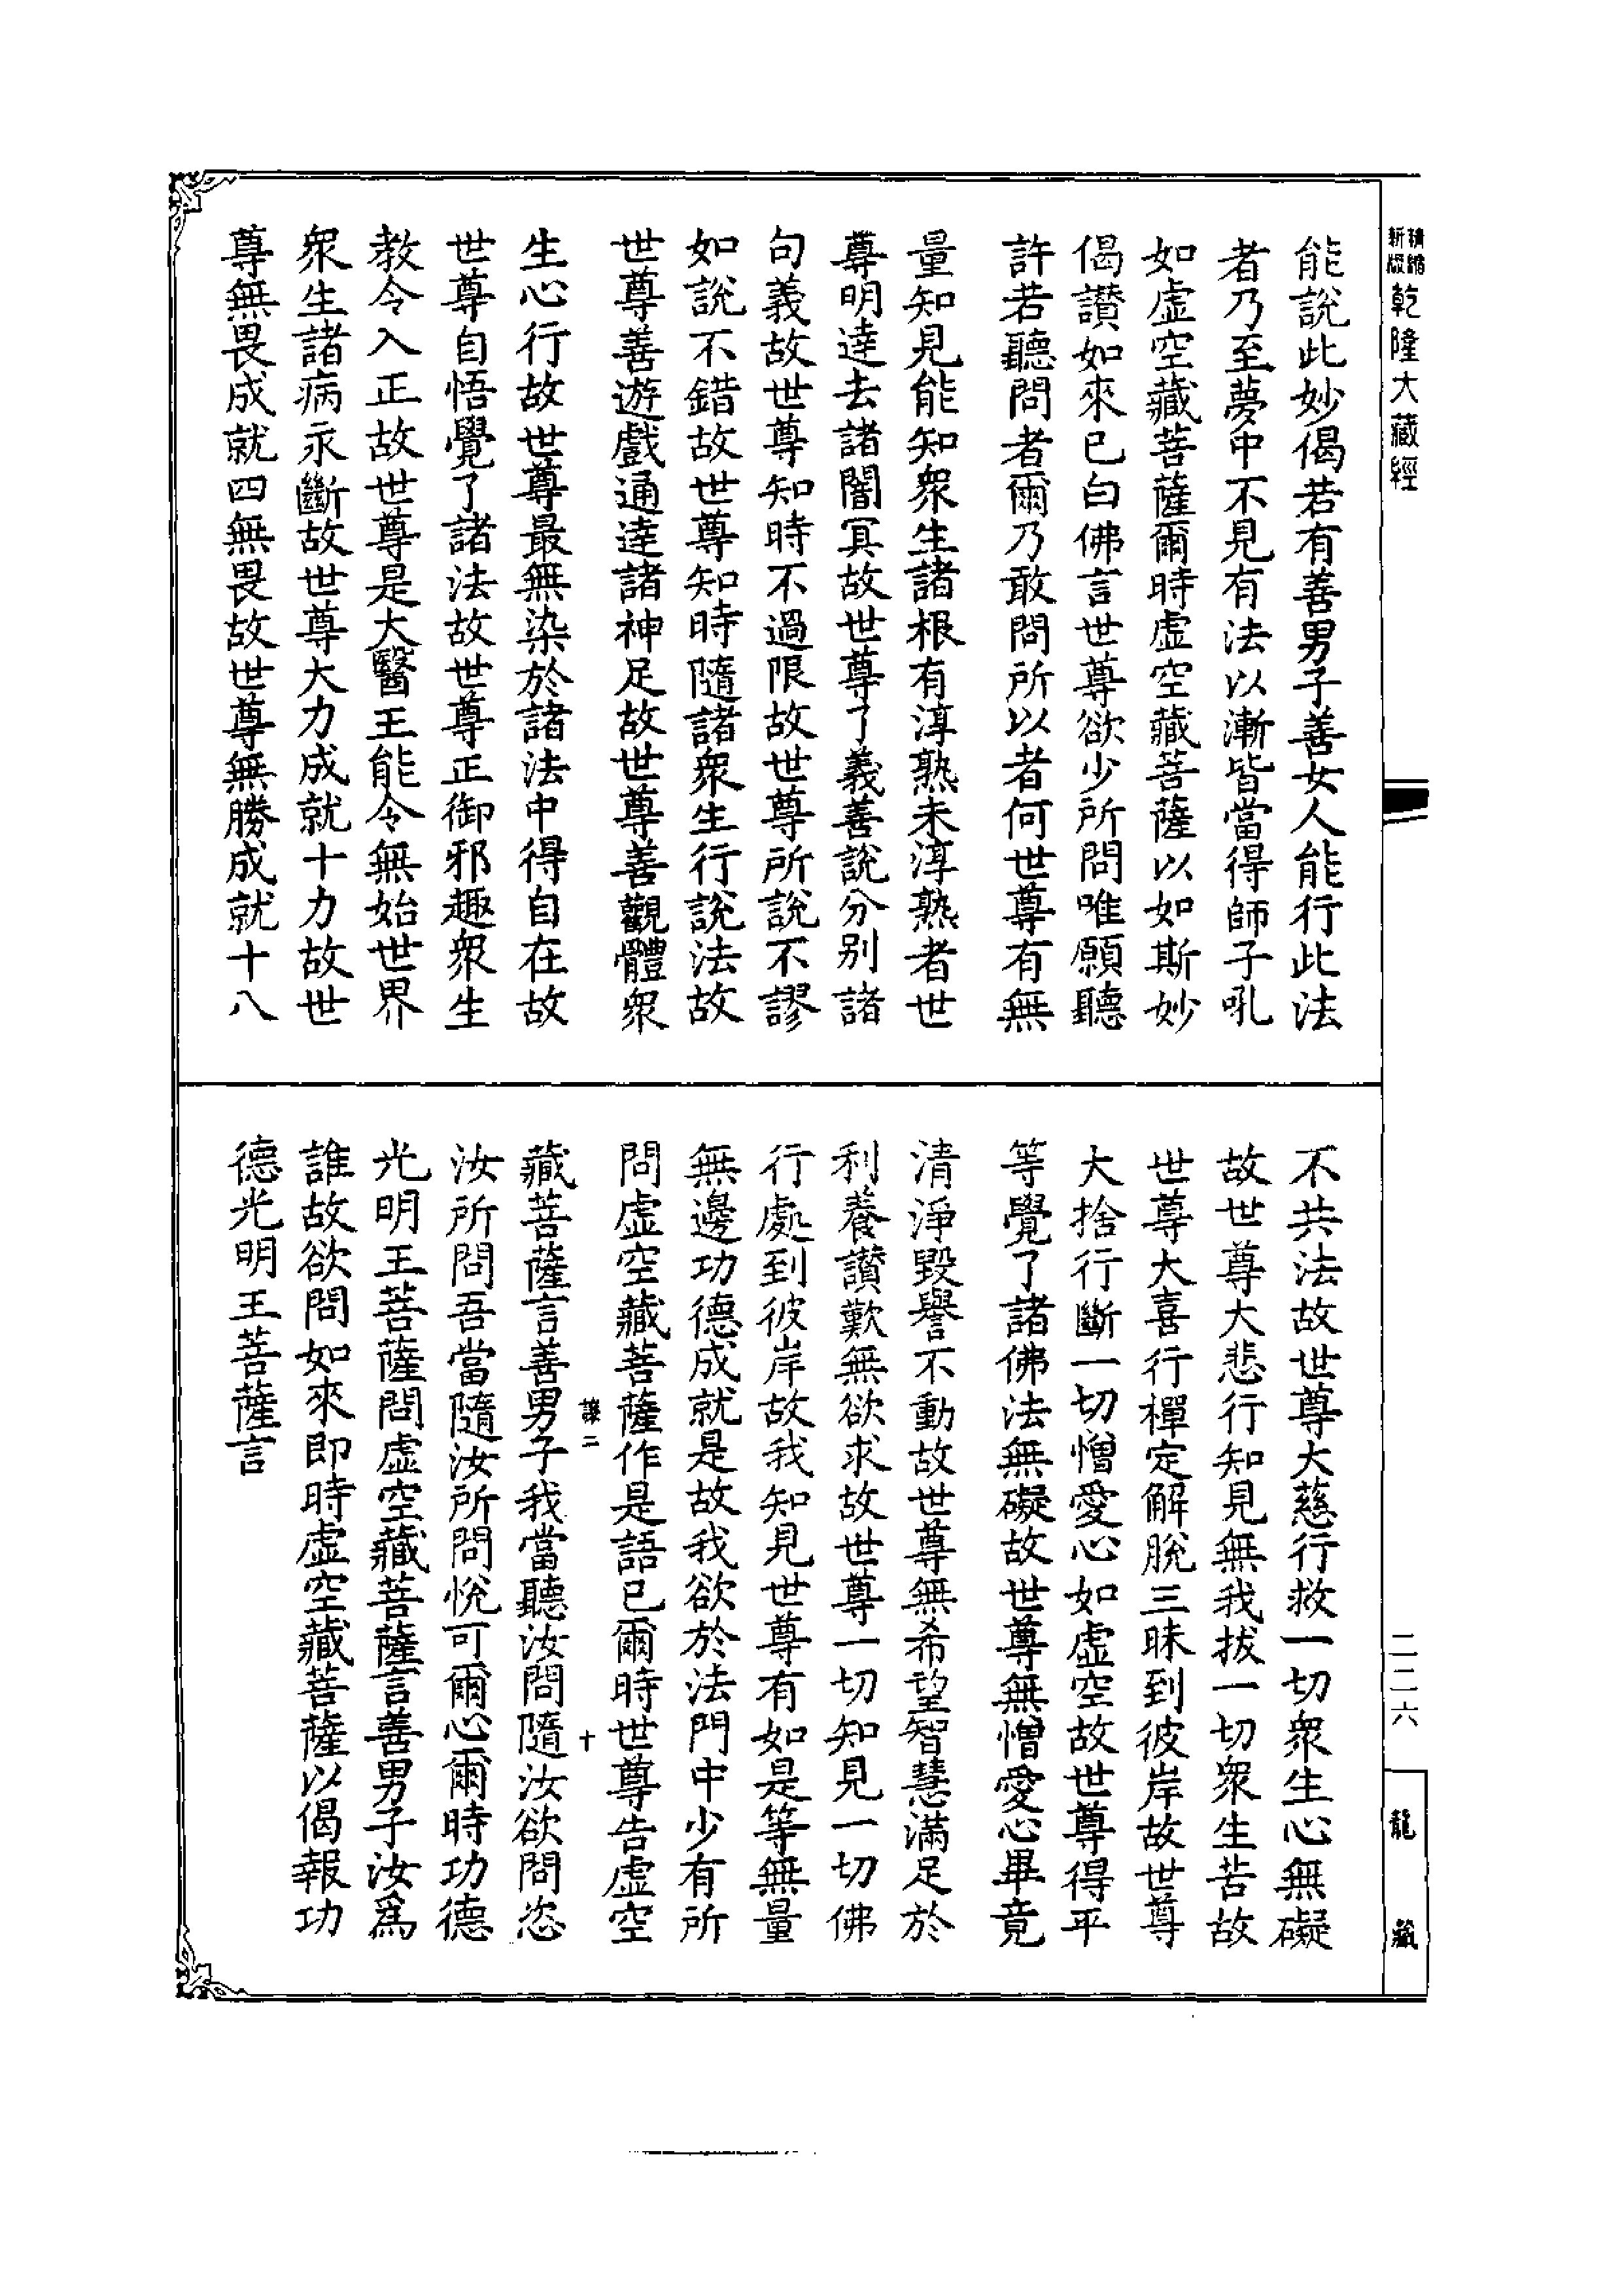 能說此妙偈若有善男子善女人能行此法
者乃至夢中不見有法以漸皆當得師子吼
如虛空藏菩薩爾時虛空藏菩薩以如斯妙
偈讃如來已白佛言世尊欲少所問唯願聽
許若聽問者爾乃敢問所以者何世尊有無
量知見能知衆生諸根有淳熟未淳熟者世
尊明達去諸闇冥故世尊了義善說分別諸
句義故世尊知時不過限故世尊所說不謬
如說不錯故世尊知時隨諸衆生行說法故
世尊善遊戲通達諸神足故世尊善觀體衆
生心行故世尊最無染於諸法中得自在故
世尊自悟覺了諸法故世尊正御邪趣衆生
教令入正故世尊是大醫王能令無始世界
衆生諸病永斷故世尊大力成就十力故世
尊無畏成就四無畏故世尊無勝成就十八
不共法故世尊大慈行救一切衆生心無礙
故世尊大悲行知見無我拔一切衆生苦故
世尊大喜行禪定解脫三昧到彼岸故世尊
大捨行斷一切憎愛心如虛空故世尊得平
等覺了諸佛法無礙故世尊無憎愛心畢竟
清淨毀譽不動故世尊無希望智慧滿足於
利養讃歎無欲求故世尊一切知見一切佛
行處到彼岸故我知見世尊有如是等無量
無邊功德成就是故我欲於法門中少有所
問虛空藏菩薩作是語已爾時世尊告虛空
藏菩薩言善男子我當聽汝問隨汝欲問恣
汝所問吾當隨汝所問悅可爾心爾時功德
光明王菩薩問虛空藏菩薩言善男子汝爲
誰故欲問如來即時虛空藏菩薩以偈報功
德光明王菩薩言
二
十
新版
精縮
乾隆大藏經
二二六
龍藏